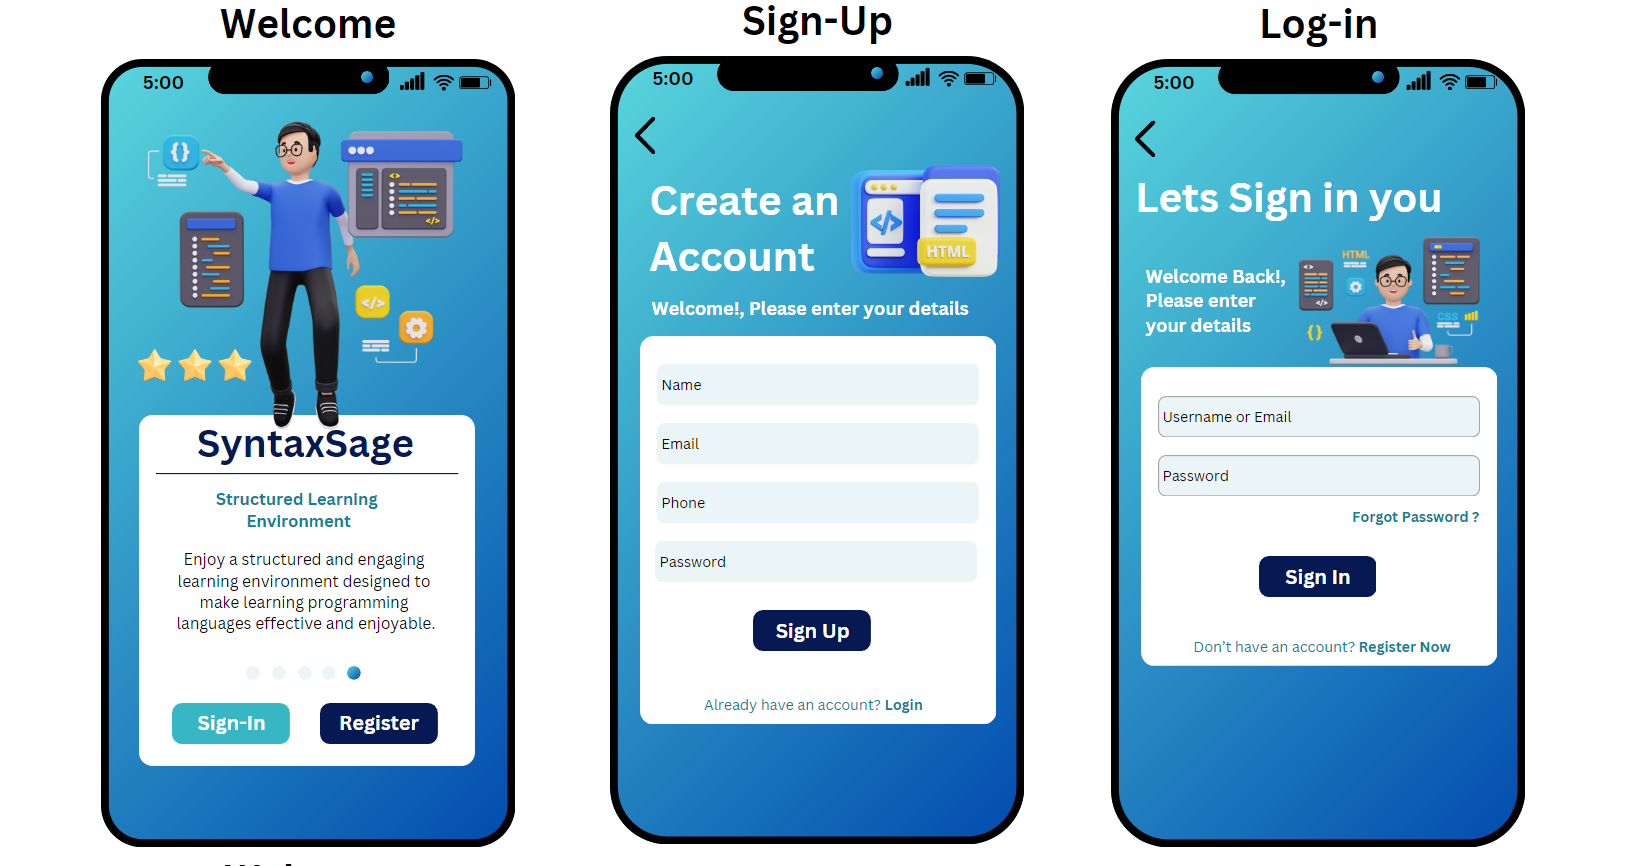 Welcome
5:00
{}
</>
SyntaxSage
Structured Learning
Environment
Enjoy a structured and engaging
learning environment designed to
make learning programming
languages effective and enjoyable.
Sign-In
Register
Sign-Up
5:00
Create an
Account
</>
HTML
Welcome!, Please enter your details
Name
Email
Phone
Password
Sign Up
Already have an account? Login
Log-in
5:00
Lets Sign in you
Welcome Back!,
Please enter
your details
HTML
CSS
{}
Username or Email
Password
Forgot Password ?
Sign In
Don't have an account? Register Now